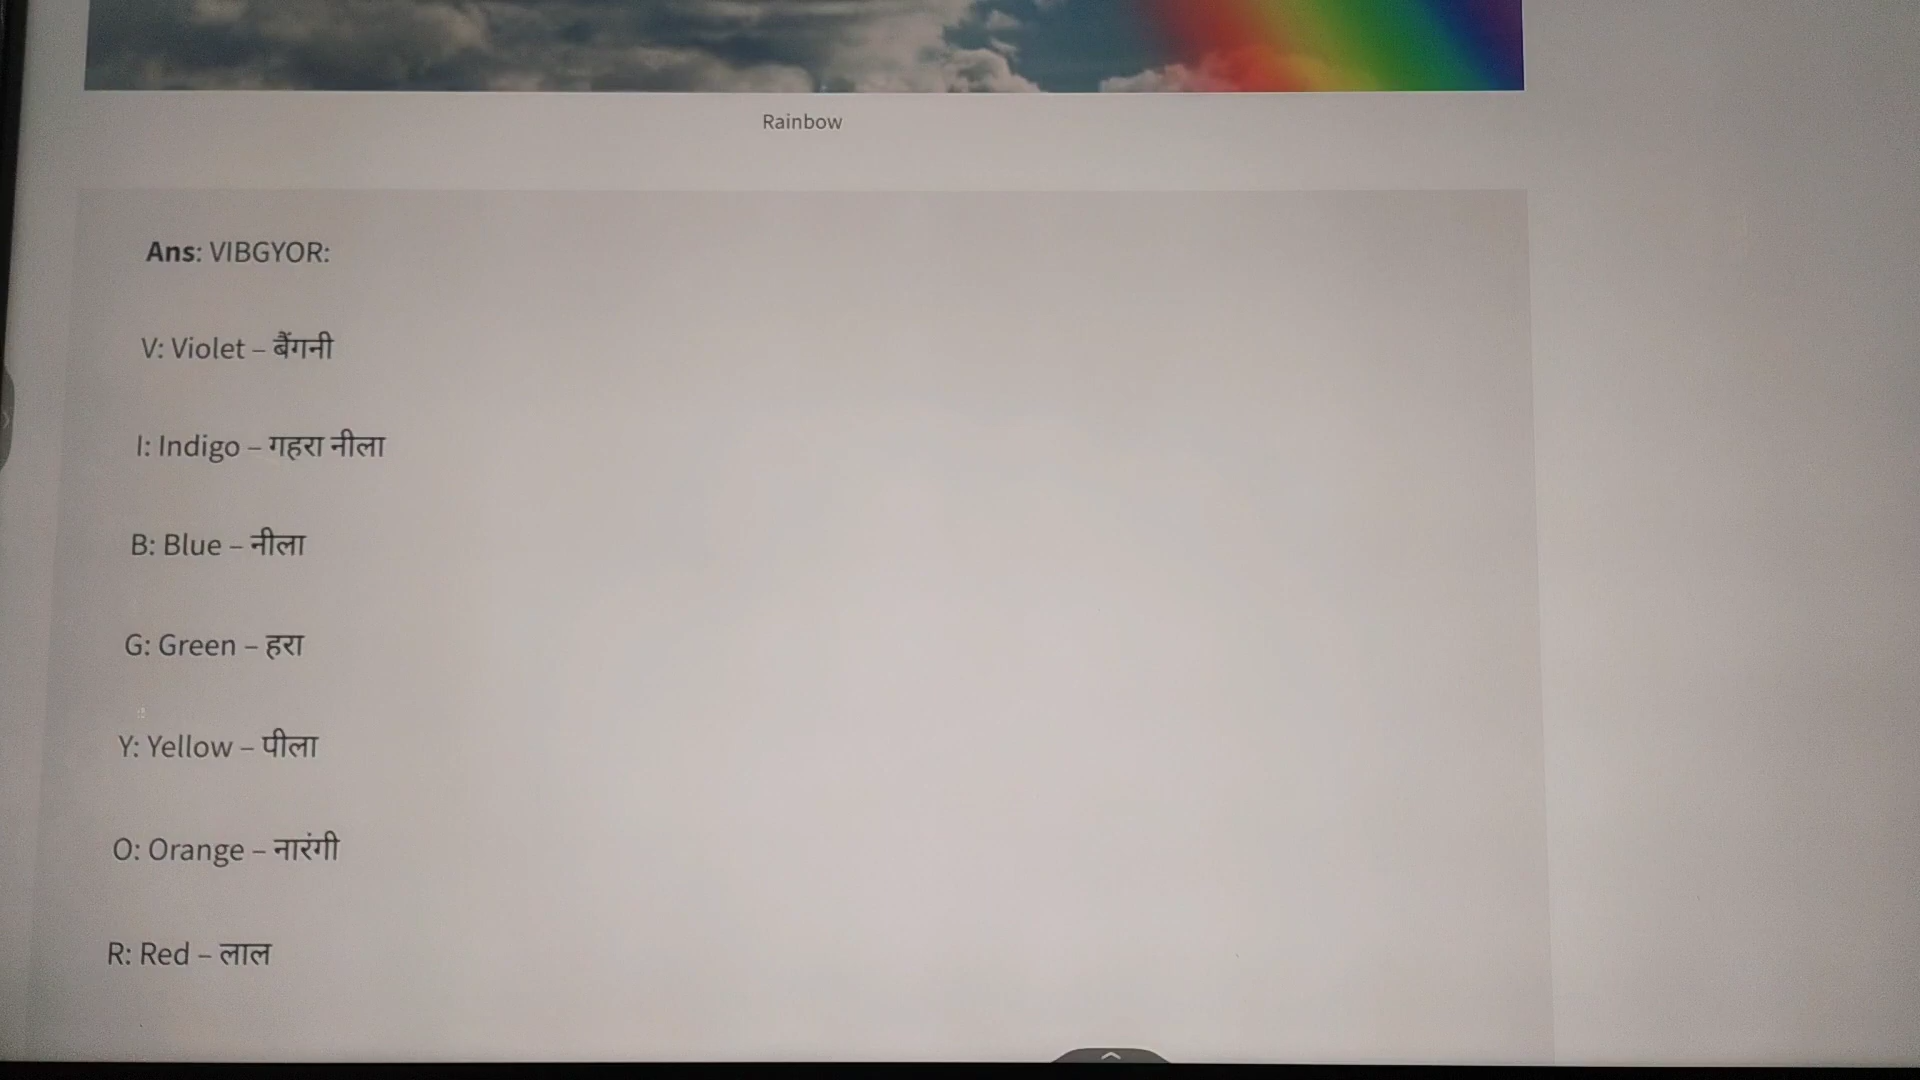 Rainbow
Ans: VIBGYOR:
V: Violet – बैंगनी
I: Indigo – गहरा नीला
B: Blue – नीला
G: Green – हरा
Y: Yellow – पीला
O: Orange – नारंगी
R: Red – लाल